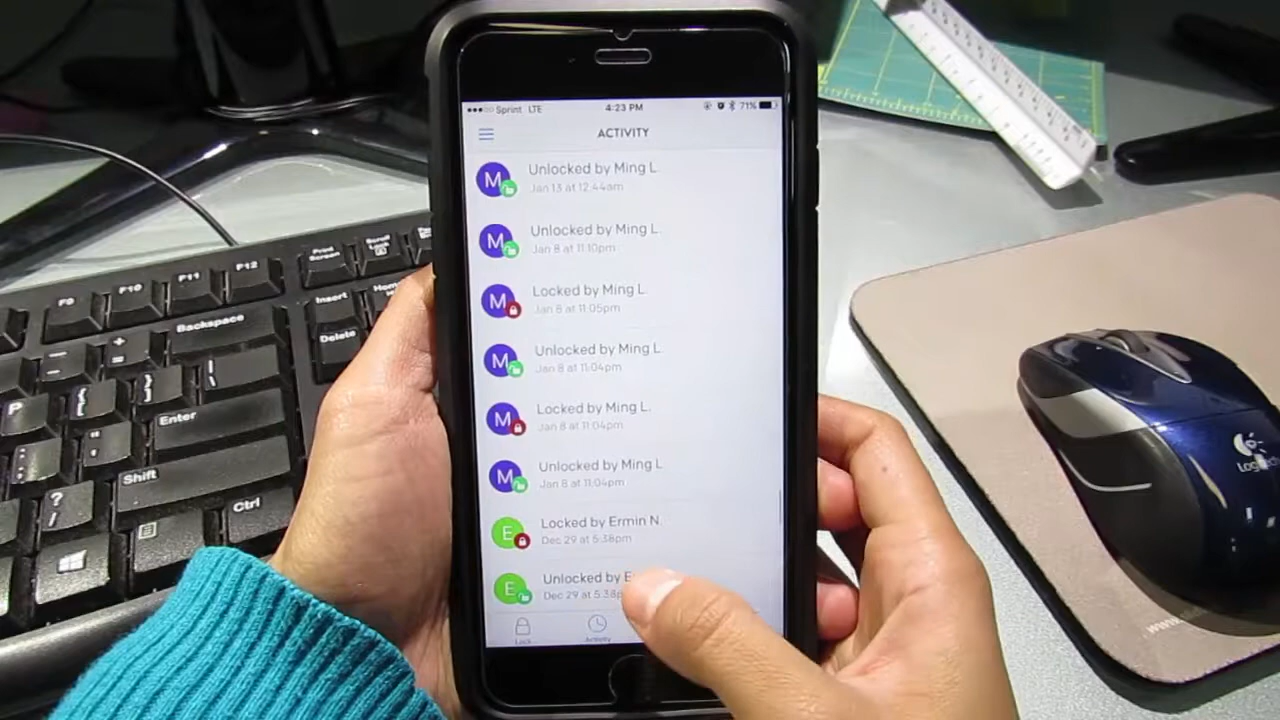 Sprint LTE 4:23 PM 71%
ACTIVITY
M Unlocked by Ming L.
Jan 13 at 12:44am
M Unlocked by Ming L.
Jan 8 at 11:10pm
M Locked by Ming L.
Jan 8 at 11:05pm
M Unlocked by Ming L.
Jan 8 at 11:04pm
M Locked by Ming L.
Jan 8 at 11:04pm
M Unlocked by Ming L
Jan 8 at 11:04pm
E Locked by Ermin N.
Dec 29 at 5:38pm
E Unlocked by
Dec 29 at 5:38p
Lock
Activity
F9
F10
F11
F12
Print
Screen
Scroll
Lock
Insert
Delete
Backspace
P
Enter
Shift
Ctrl
Logitech
www.